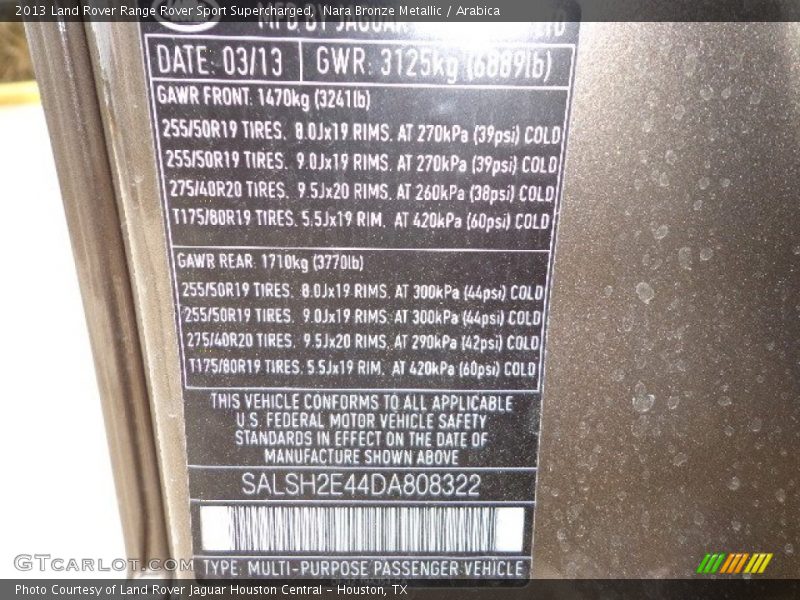 2013 Land Rover Range Rover Sport Supercharged,  Nara Bronze Metallic / Arabica
MFD BY JAGUAR LTD
DATE: 03/13 GWR: 3125kg (6889lb)
GAWR FRONT: 1470kg (3241lb)
255/50R19 TIRES. 8.0Jx19 RIMS. AT 270kPa (39psi) COLD
255/50R19 TIRES. 9.0Jx19 RIMS. AT 270kPa (39psi) COLD
275/40R20 TIRES. 9.5Jx20 RIMS. AT 260kPa (38psi) COLD
T175/80R19 TIRES. 5.5Jx19 RIM. AT 420kPa (60psi) COLD
GAWR REAR: 1710kg (3770lb)
255/50R19 TIRES. 8.0Jx19 RIMS. AT 300kPa (44psi) COLD
255/50R19 TIRES. 9.0Jx19 RIMS. AT 300kPa (44psi) COLD
275/40R20 TIRES. 9.5Jx20 RIMS. AT 290kPa (42psi) COLD
T175/80R19 TIRES. 5.5Jx19 RIM. AT 420kPa (60psi) COLD
THIS VEHICLE CONFORMS TO ALL APPLICABLE
U.S. FEDERAL MOTOR VEHICLE SAFETY
STANDARDS IN EFFECT ON THE DATE OF
MANUFACTURE SHOWN ABOVE
SALSH2E44DA808322
TYPE: MULTI-PURPOSE PASSENGER VEHICLE
GTcarlot.com
Photo Courtesy of Land Rover Jaguar Houston Central - Houston, TX